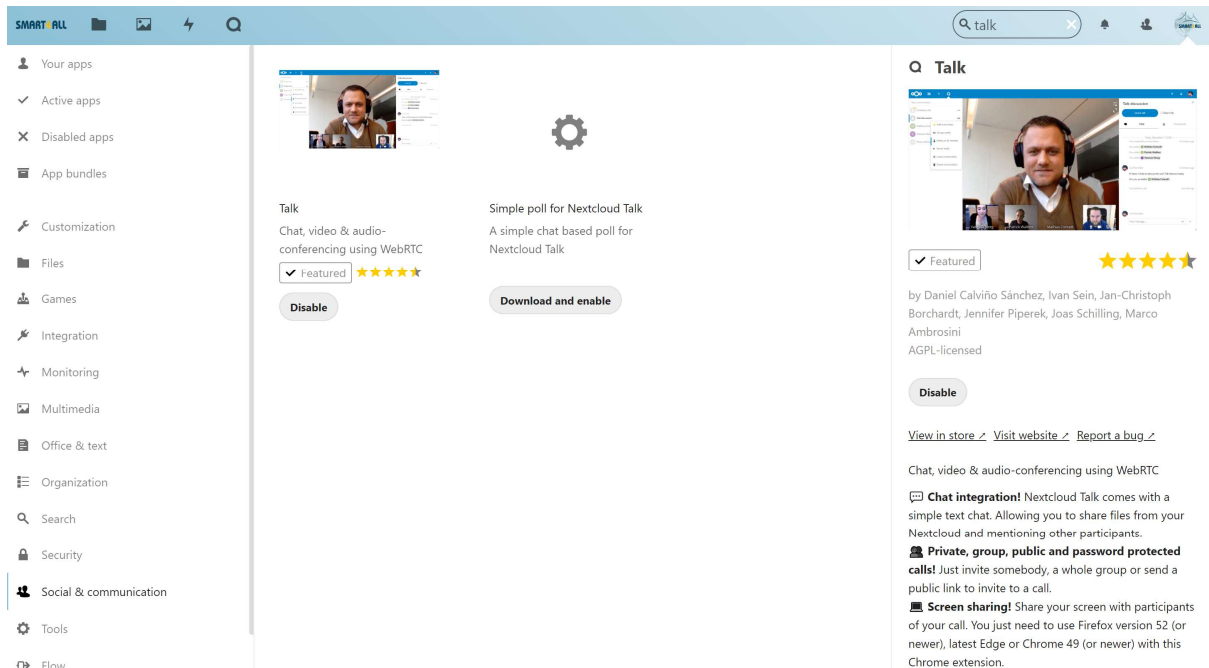 SMART4ALL
talk
SMART4ALL
Your apps
Active apps
Disabled apps
App bundles
Customization
Files
Games
Integration
Monitoring
Multimedia
Office & text
Organization
Search
Security
Social & communication
Tools
Flow
Talk
Chat, video & audio-
conferencing using WebRTC
Featured
Disable
Simple poll for Nextcloud Talk
A simple chat based poll for
Nextcloud Talk
Download and enable
Talk
Featured
by Daniel Calviño Sánchez, Ivan Sein, Jan-Christoph
Borchardt, Jennifer Piperek, Joas Schilling, Marco
Ambrosini
AGPL-licensed
Disable
View in store ↗ Visit website ↗ Report a bug ↗
Chat, video & audio-conferencing using WebRTC
💬 Chat integration! Nextcloud Talk comes with a
simple text chat. Allowing you to share files from your
Nextcloud and mentioning other participants.
👥 Private, group, public and password protected
calls! Just invite somebody, a whole group or send a
public link to invite to a call.
💻 Screen sharing! Share your screen with participants
of your call. You just need to use Firefox version 52 (or
newer), latest Edge or Chrome 49 (or newer) with this
Chrome extension.